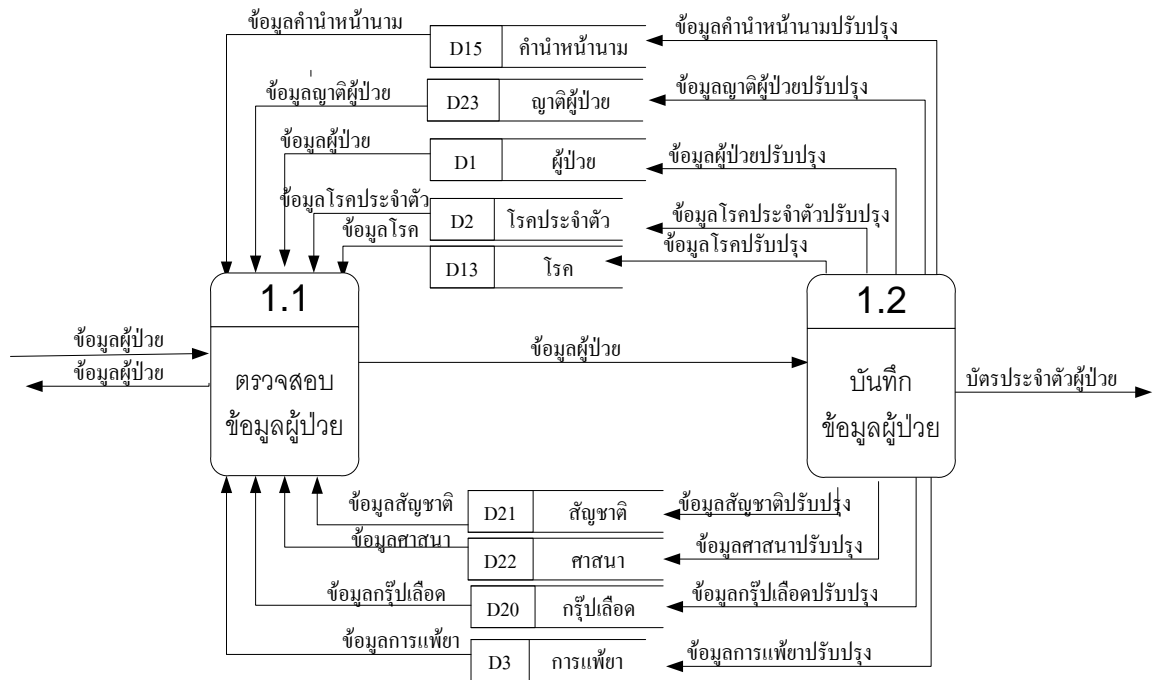 ข้อมูลคำนำหน้านาม
D15 คำนำหน้านาม
ข้อมูลคำนำหน้านามปรับปรุง
ข้อมูลญาติผู้ป่วย
D23 ญาติผู้ป่วย
ข้อมูลญาติผู้ป่วยปรับปรุง
ข้อมูลผู้ป่วย
D1 ผู้ป่วย
ข้อมูลผู้ป่วยปรับปรุง
ข้อมูลโรคประจำตัว
D2 โรคประจำตัว
ข้อมูลโรคประจำตัวปรับปรุง
ข้อมูลโรค
D13 โรค
ข้อมูลโรคปรับปรุง
1.1
ตรวจสอบ
ข้อมูลผู้ป่วย
1.2
บันทึก
ข้อมูลผู้ป่วย
ข้อมูลผู้ป่วย
ข้อมูลผู้ป่วย
ข้อมูลผู้ป่วย
บัตรประจำตัวผู้ป่วย
ข้อมูลสัญชาติ
D21 สัญชาติ
ข้อมูลสัญชาติปรับปรุง
ข้อมูลศาสนา
D22 ศาสนา
ข้อมูลศาสนาปรับปรุง
ข้อมูลกรุ๊ปเลือด
D20 กรุ๊ปเลือด
ข้อมูลกรุ๊ปเลือดปรับปรุง
ข้อมูลการแพ้ยา
D3 การแพ้ยา
ข้อมูลการแพ้ยาปรับปรุง